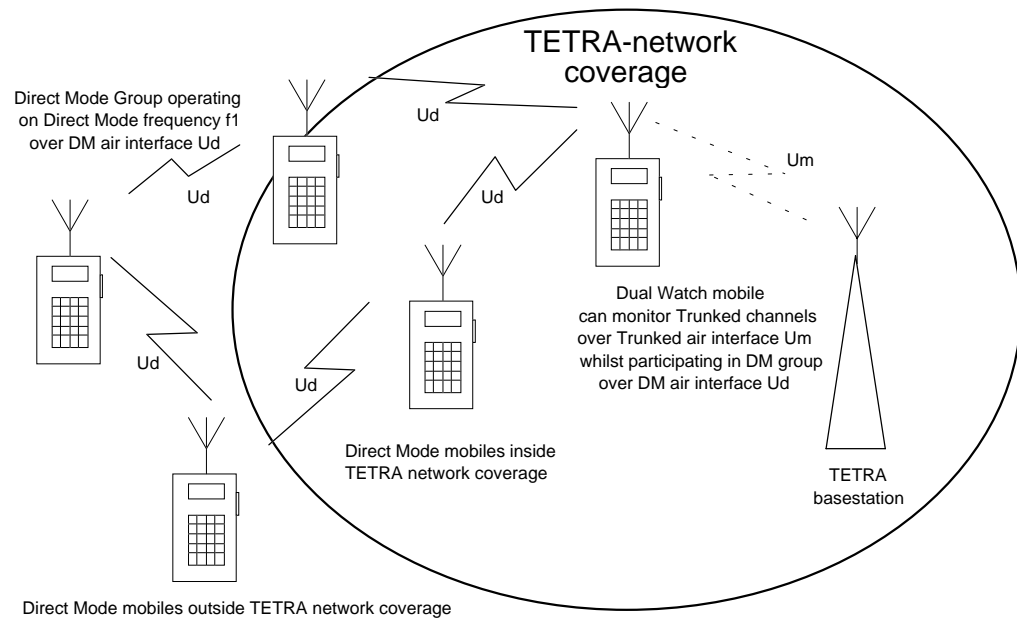 TETRA-network
coverage
Direct Mode Group operating
on Direct Mode frequency f1
over DM air interface Ud
Ud
Ud
Um
Ud
Ud
Ud
Dual Watch mobile
can monitor Trunked channels
over Trunked air interface Um
whilst participating in DM group
over DM air interface Ud
Direct Mode mobiles inside
TETRA network coverage
TETRA
basestation
Direct Mode mobiles outside TETRA network coverage